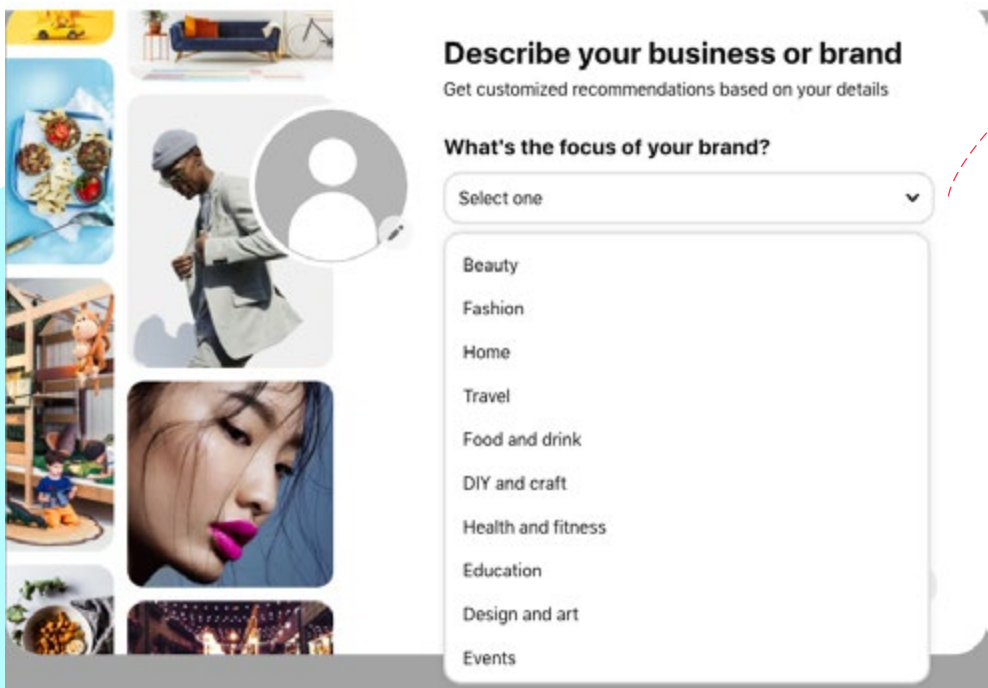 Describe your business or brand
Get customized recommendations based on your details
What's the focus of your brand?
Select one
Beauty
Fashion
Home
Travel
Food and drink
DIY and craft
Health and fitness
Education
Design and art
Events